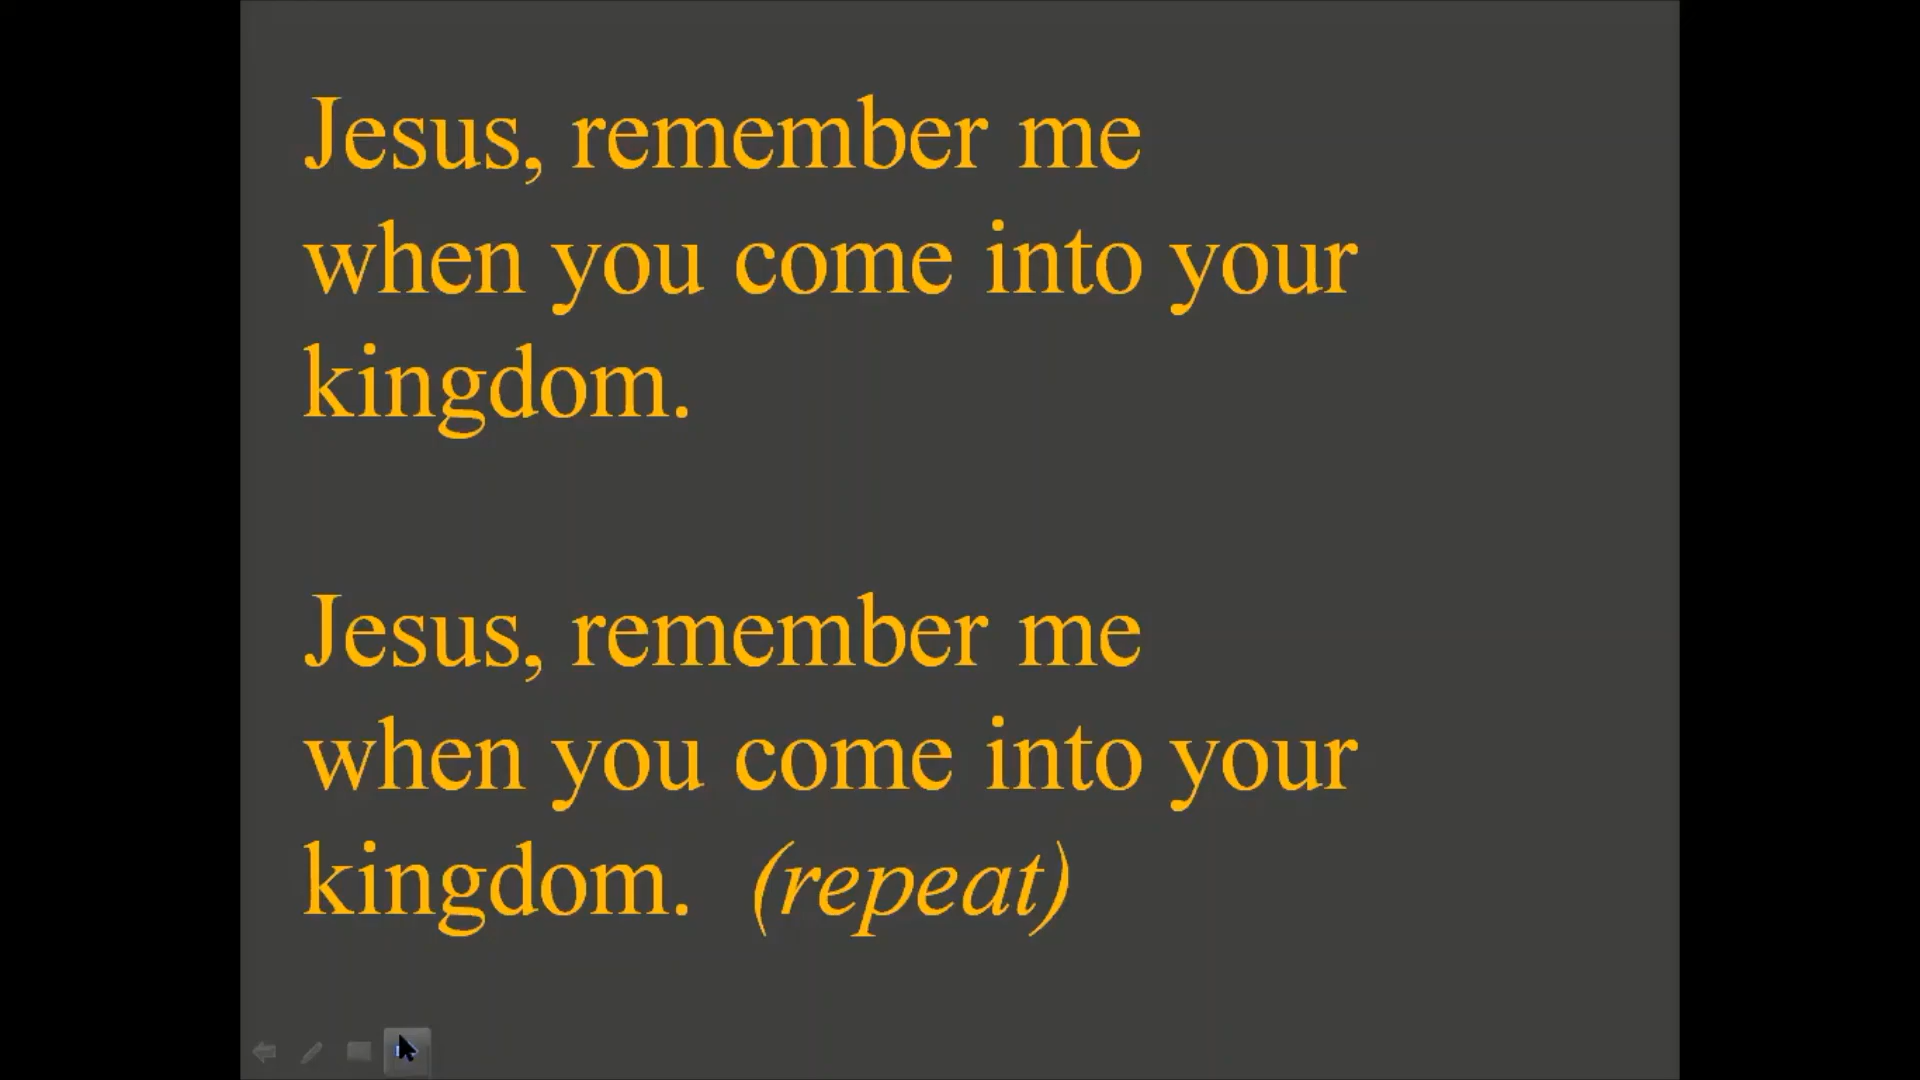 Jesus, remember me
when you come into your
kingdom.
Jesus, remember me
when you come into your
kingdom. (repeat)